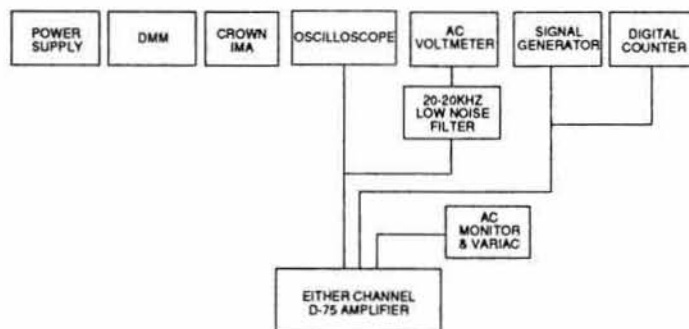 POWER
SUPPLY
DMM
CROWN
IMA
OSCILLOSCOPE
AC
VOLTMETER
SIGNAL
GENERATOR
DIGITAL
COUNTER
20-20KHZ
LOW NOISE
FILTER
AC
MONITOR
& VARIAC
EITHER CHANNEL
D-75 AMPLIFIER